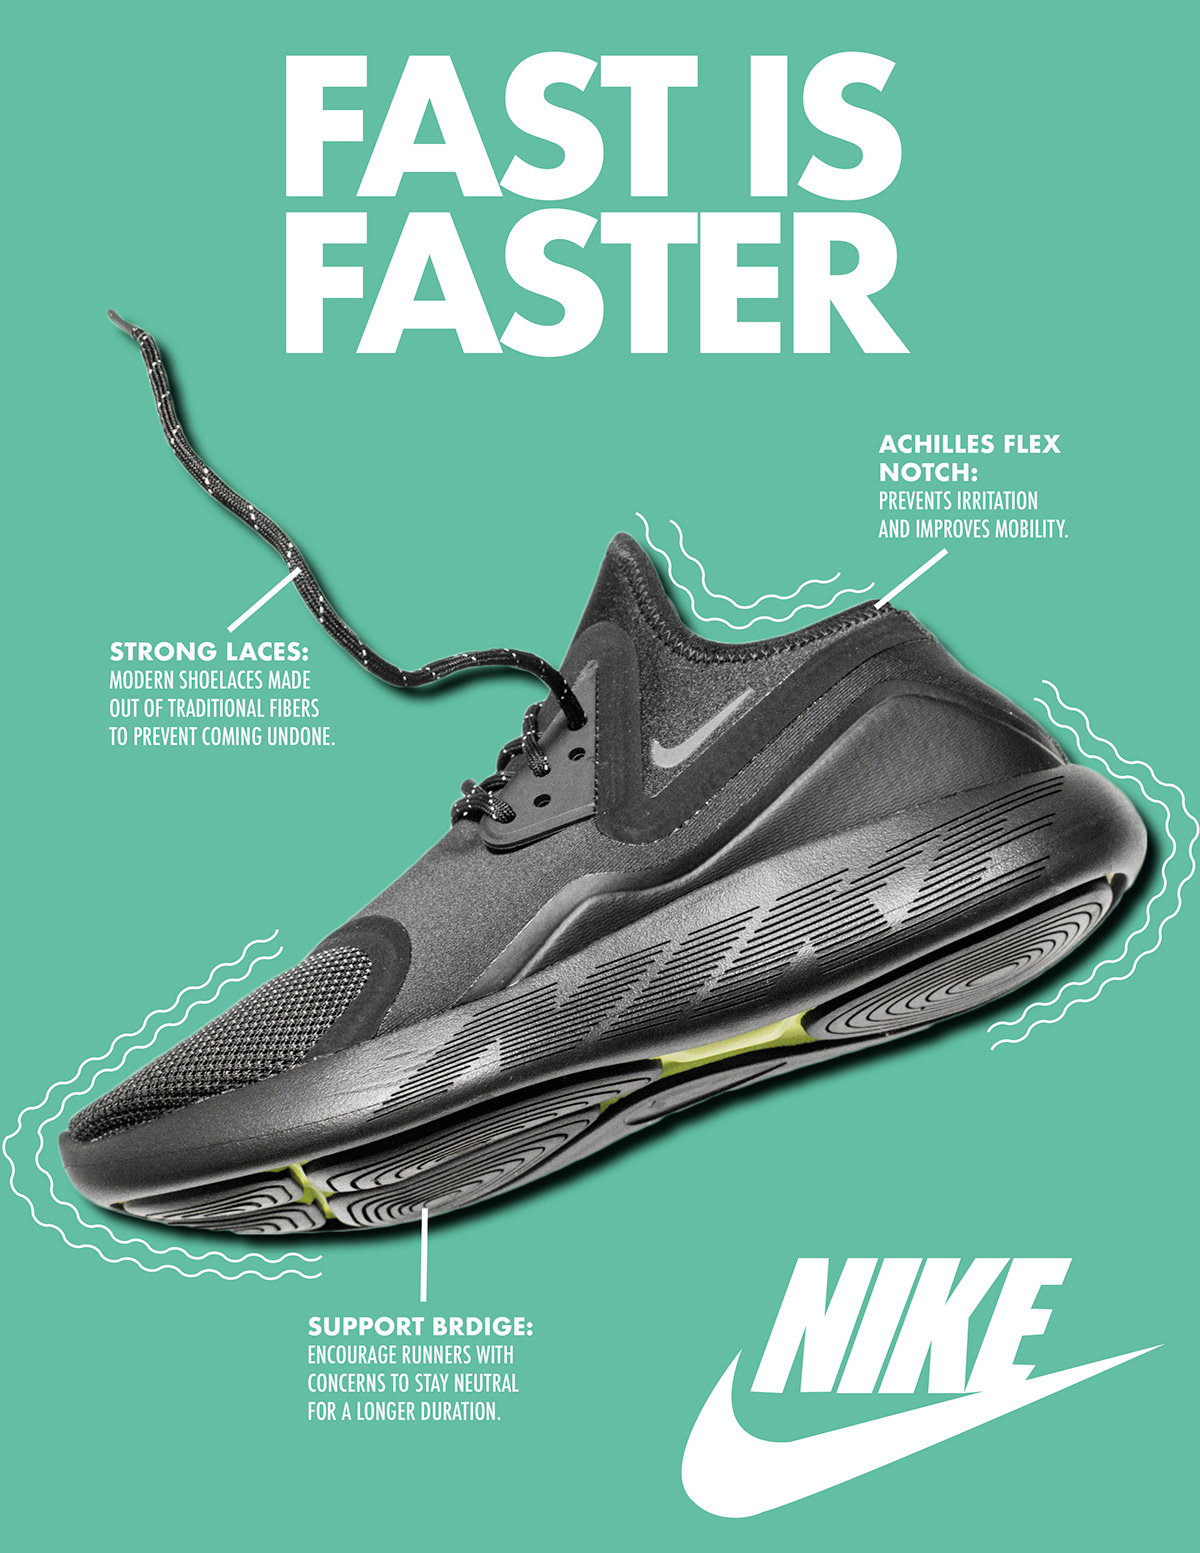 FAST IS
FASTER
ACHILLES FLEX
NOTCH:
PREVENTS IRRITATION
AND IMPROVES MOBILITY.
STRONG LACES:
MODERN SHOELACES MADE
OUT OF TRADITIONAL FIBERS
TO PREVENT COMING UNDONE.
SUPPORT BRDIGE:
ENCOURAGE RUNNERS WITH
CONCERNS TO STAY NEUTRAL
FOR A LONGER DURATION.
NIKE